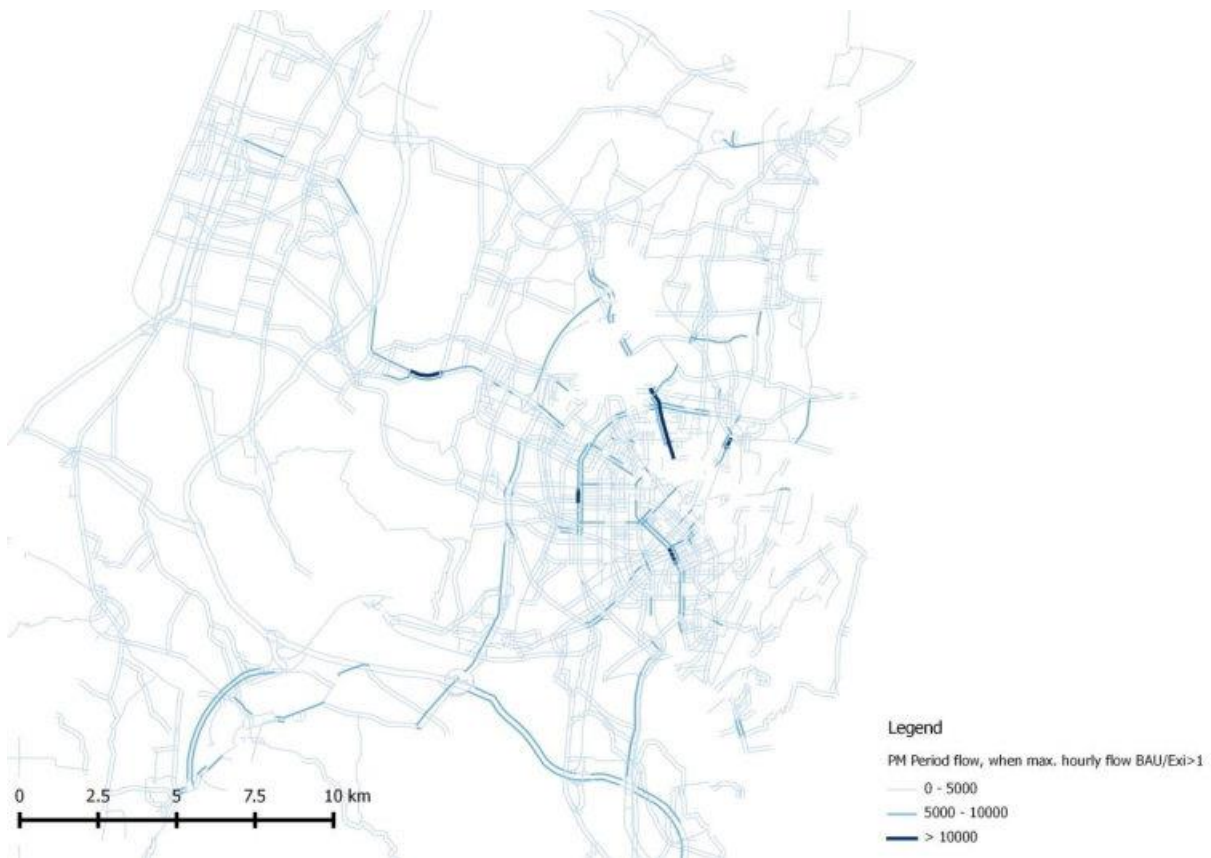 Legend
PM Period flow, when max. hourly flow BAU/Exi>1
0 - 5000
5000 - 10000
> 10000
0 2.5 5 7.5 10 km